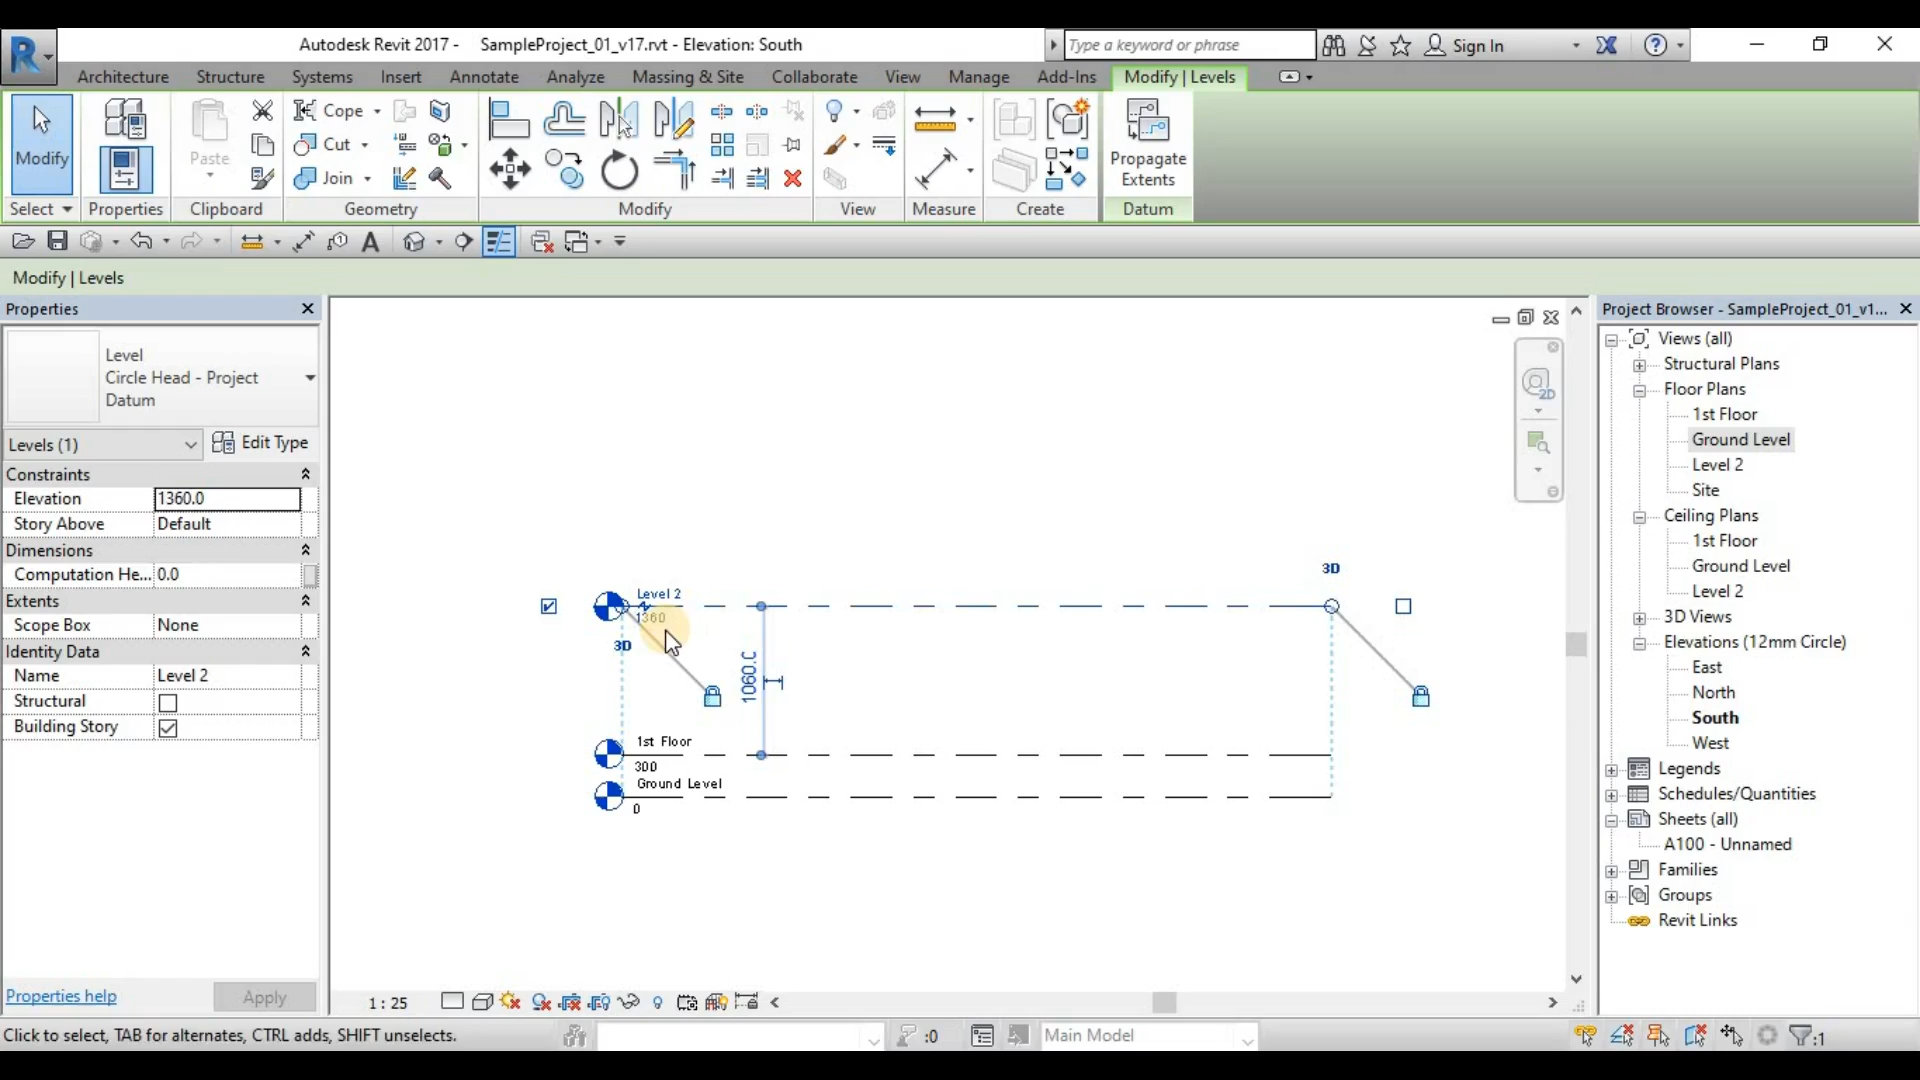 Autodesk Revit 2017 - SampleProject_01_v17.rvt - Elevation: South
Type a keyword or phrase
Sign In
Architecture Structure Systems Insert Annotate Analyze Massing & Site Collaborate View Manage Add-Ins Modify | Levels
Modify
Paste
Cope
Cut
Join
Propagate
Extents
Select Properties Clipboard Geometry Modify View Measure Create Datum
Modify | Levels
Properties
Level
Circle Head - Project
Datum
Levels (1)
Edit Type
Constraints
Elevation 1360.0
Story Above Default
Dimensions
Computation He... 0.0
Extents
Scope Box None
Identity Data
Name Level 2
Structural
Building Story
Properties help
Apply
2D
3D
Level 2
1360
3D
1060.0
1st Floor
300
Ground Level
0
1 : 25
Project Browser - SampleProject_01_v1...
Views (all)
Structural Plans
Floor Plans
1st Floor
Ground Level
Level 2
Site
Ceiling Plans
1st Floor
Ground Level
Level 2
3D Views
Elevations (12mm Circle)
East
North
South
West
Legends
Schedules/Quantities
Sheets (all)
A100 - Unnamed
Families
Groups
Revit Links
Click to select, TAB for alternates, CTRL adds, SHIFT unselects.
:0
Main Model
:1